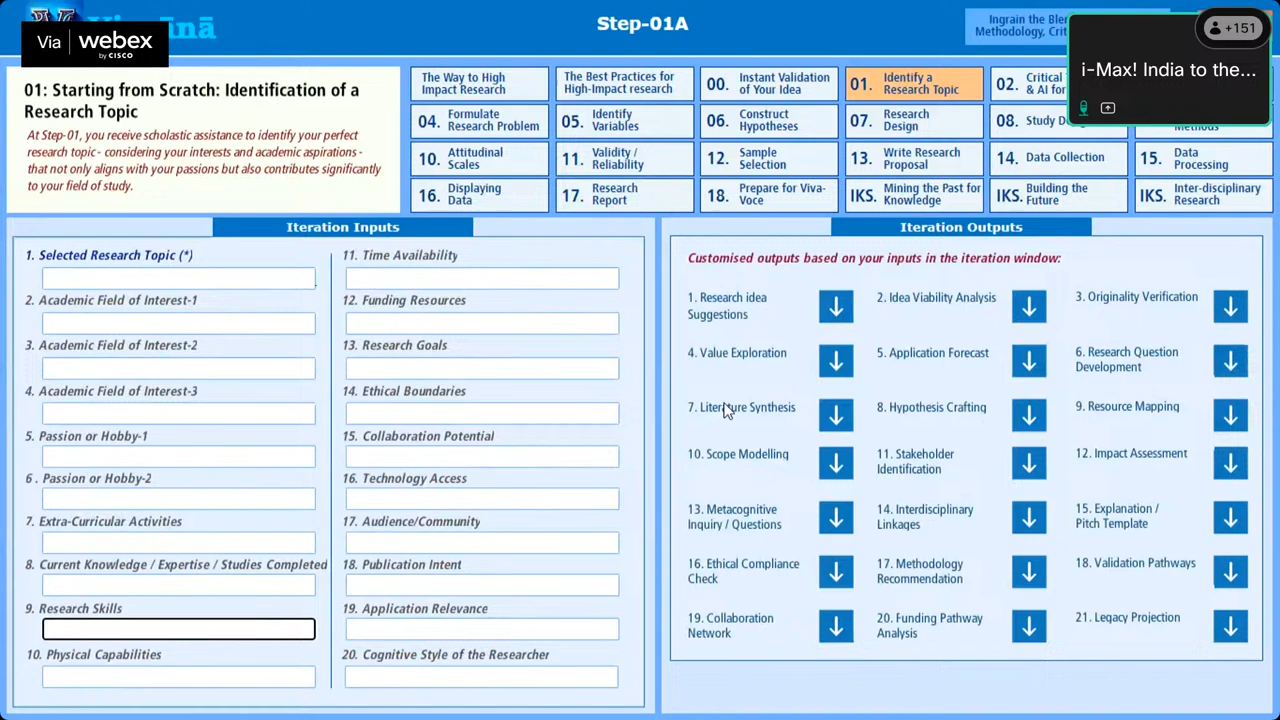 Step-01A
Via webex
by CISCO
Ingrain the
Methodology,
+151
i-Max! India to the...
01: Starting from Scratch: Identification of a
Research Topic
At Step-01, you receive scholastic assistance to identify your perfect
research topic - considering your interests and academic aspirations -
that not only aligns with your passions but also contributes significantly
to your field of study.
The Way to High
Impact Research
The Best Practices for
High-Impact research
00. Instant Validation
of Your Idea
01. Identify a
Research Topic
02. Critical
& AI for
04. Formulate
Research Problem
05. Identify
Variables
06. Construct
Hypotheses
07. Research
Design
08. Study
Methods
10. Attitudinal
Scales
11. Validity /
Reliability
12. Sample
Selection
13. Write Research
Proposal
14. Data Collection
15. Data
Processing
16. Displaying
Data
17. Research
Report
18. Prepare for Viva-
Voce
IKS. Mining the Past for
Knowledge
IKS. Building the
Future
IKS. Inter-disciplinary
Research
Iteration Inputs
1. Selected Research Topic (*)
2. Academic Field of Interest-1
3. Academic Field of Interest-2
4. Academic Field of Interest-3
5. Passion or Hobby-1
6 . Passion or Hobby-2
7. Extra-Curricular Activities
8. Current Knowledge / Expertise / Studies Completed
9. Research Skills
10. Physical Capabilities
11. Time Availability
12. Funding Resources
13. Research Goals
14. Ethical Boundaries
15. Collaboration Potential
16. Technology Access
17. Audience/Community
18. Publication Intent
19. Application Relevance
20. Cognitive Style of the Researcher
Iteration Outputs
Customised outputs based on your inputs in the iteration window:
1. Research idea
Suggestions
2. Idea Viability Analysis
3. Originality Verification
4. Value Exploration
5. Application Forecast
6. Research Question
Development
7. Literature Synthesis
8. Hypothesis Crafting
9. Resource Mapping
10. Scope Modelling
11. Stakeholder
Identification
12. Impact Assessment
13. Metacognitive
Inquiry / Questions
14. Interdisciplinary
Linkages
15. Explanation /
Pitch Template
16. Ethical Compliance
Check
17. Methodology
Recommendation
18. Validation Pathways
19. Collaboration
Network
20. Funding Pathway
Analysis
21. Legacy Projection